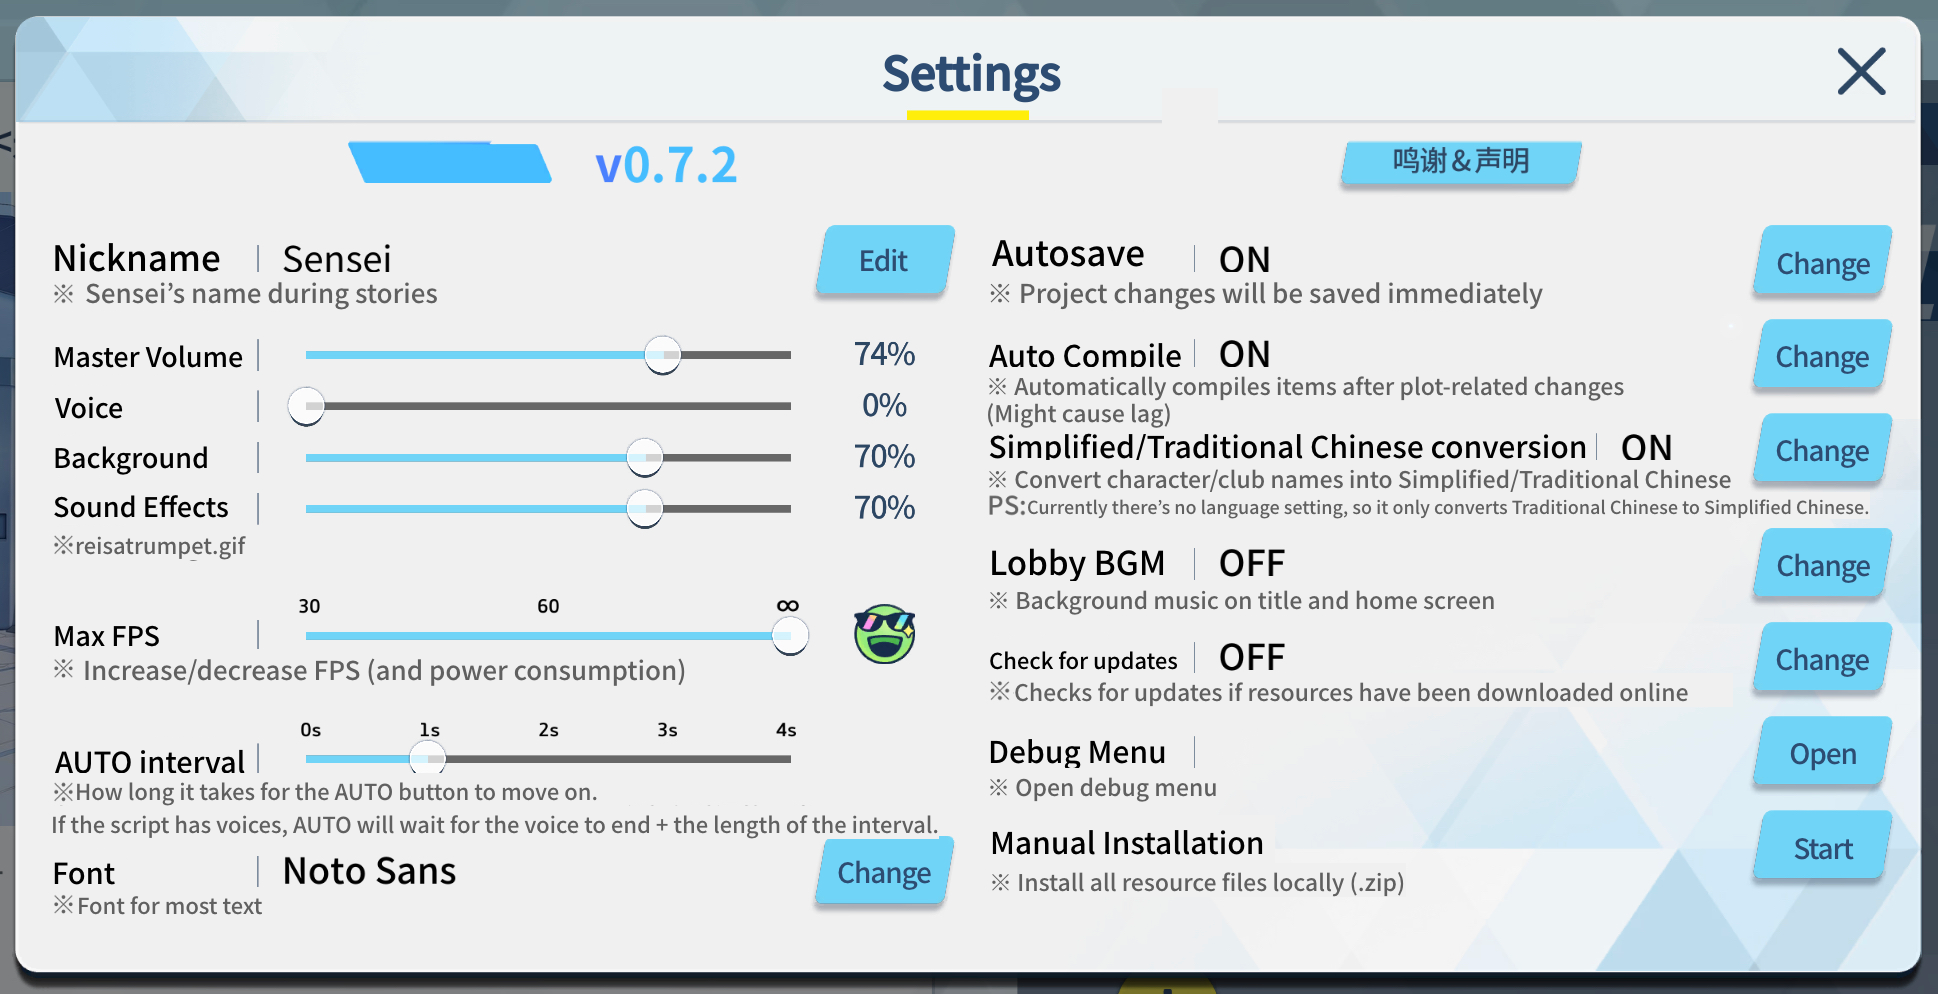 Settings
v0.7.2
鸣谢&声明
Nickname
Sensei
Edit
※ Sensei's name during stories
Master Volume
74%
Voice
0%
Background
70%
Sound Effects
70%
※reisatrumpet.gif
30 60 ∞
Max FPS
※ Increase/decrease FPS (and power consumption)
0s 1s 2s 3s 4s
AUTO interval
※How long it takes for the AUTO button to move on.
If the script has voices, AUTO will wait for the voice to end + the length of the interval.
Font
Noto Sans
Change
※Font for most text
Autosave
ON
Change
※ Project changes will be saved immediately
Auto Compile
ON
Change
※ Automatically compiles items after plot-related changes
(Might cause lag)
Simplified/Traditional Chinese conversion
ON
Change
※ Convert character/club names into Simplified/Traditional Chinese
PS:Currently there's no language setting, so it only converts Traditional Chinese to Simplified Chinese.
Lobby BGM
OFF
Change
※ Background music on title and home screen
Check for updates
OFF
Change
※Checks for updates if resources have been downloaded online
Debug Menu
Open
※ Open debug menu
Manual Installation
Start
※ Install all resource files locally (.zip)